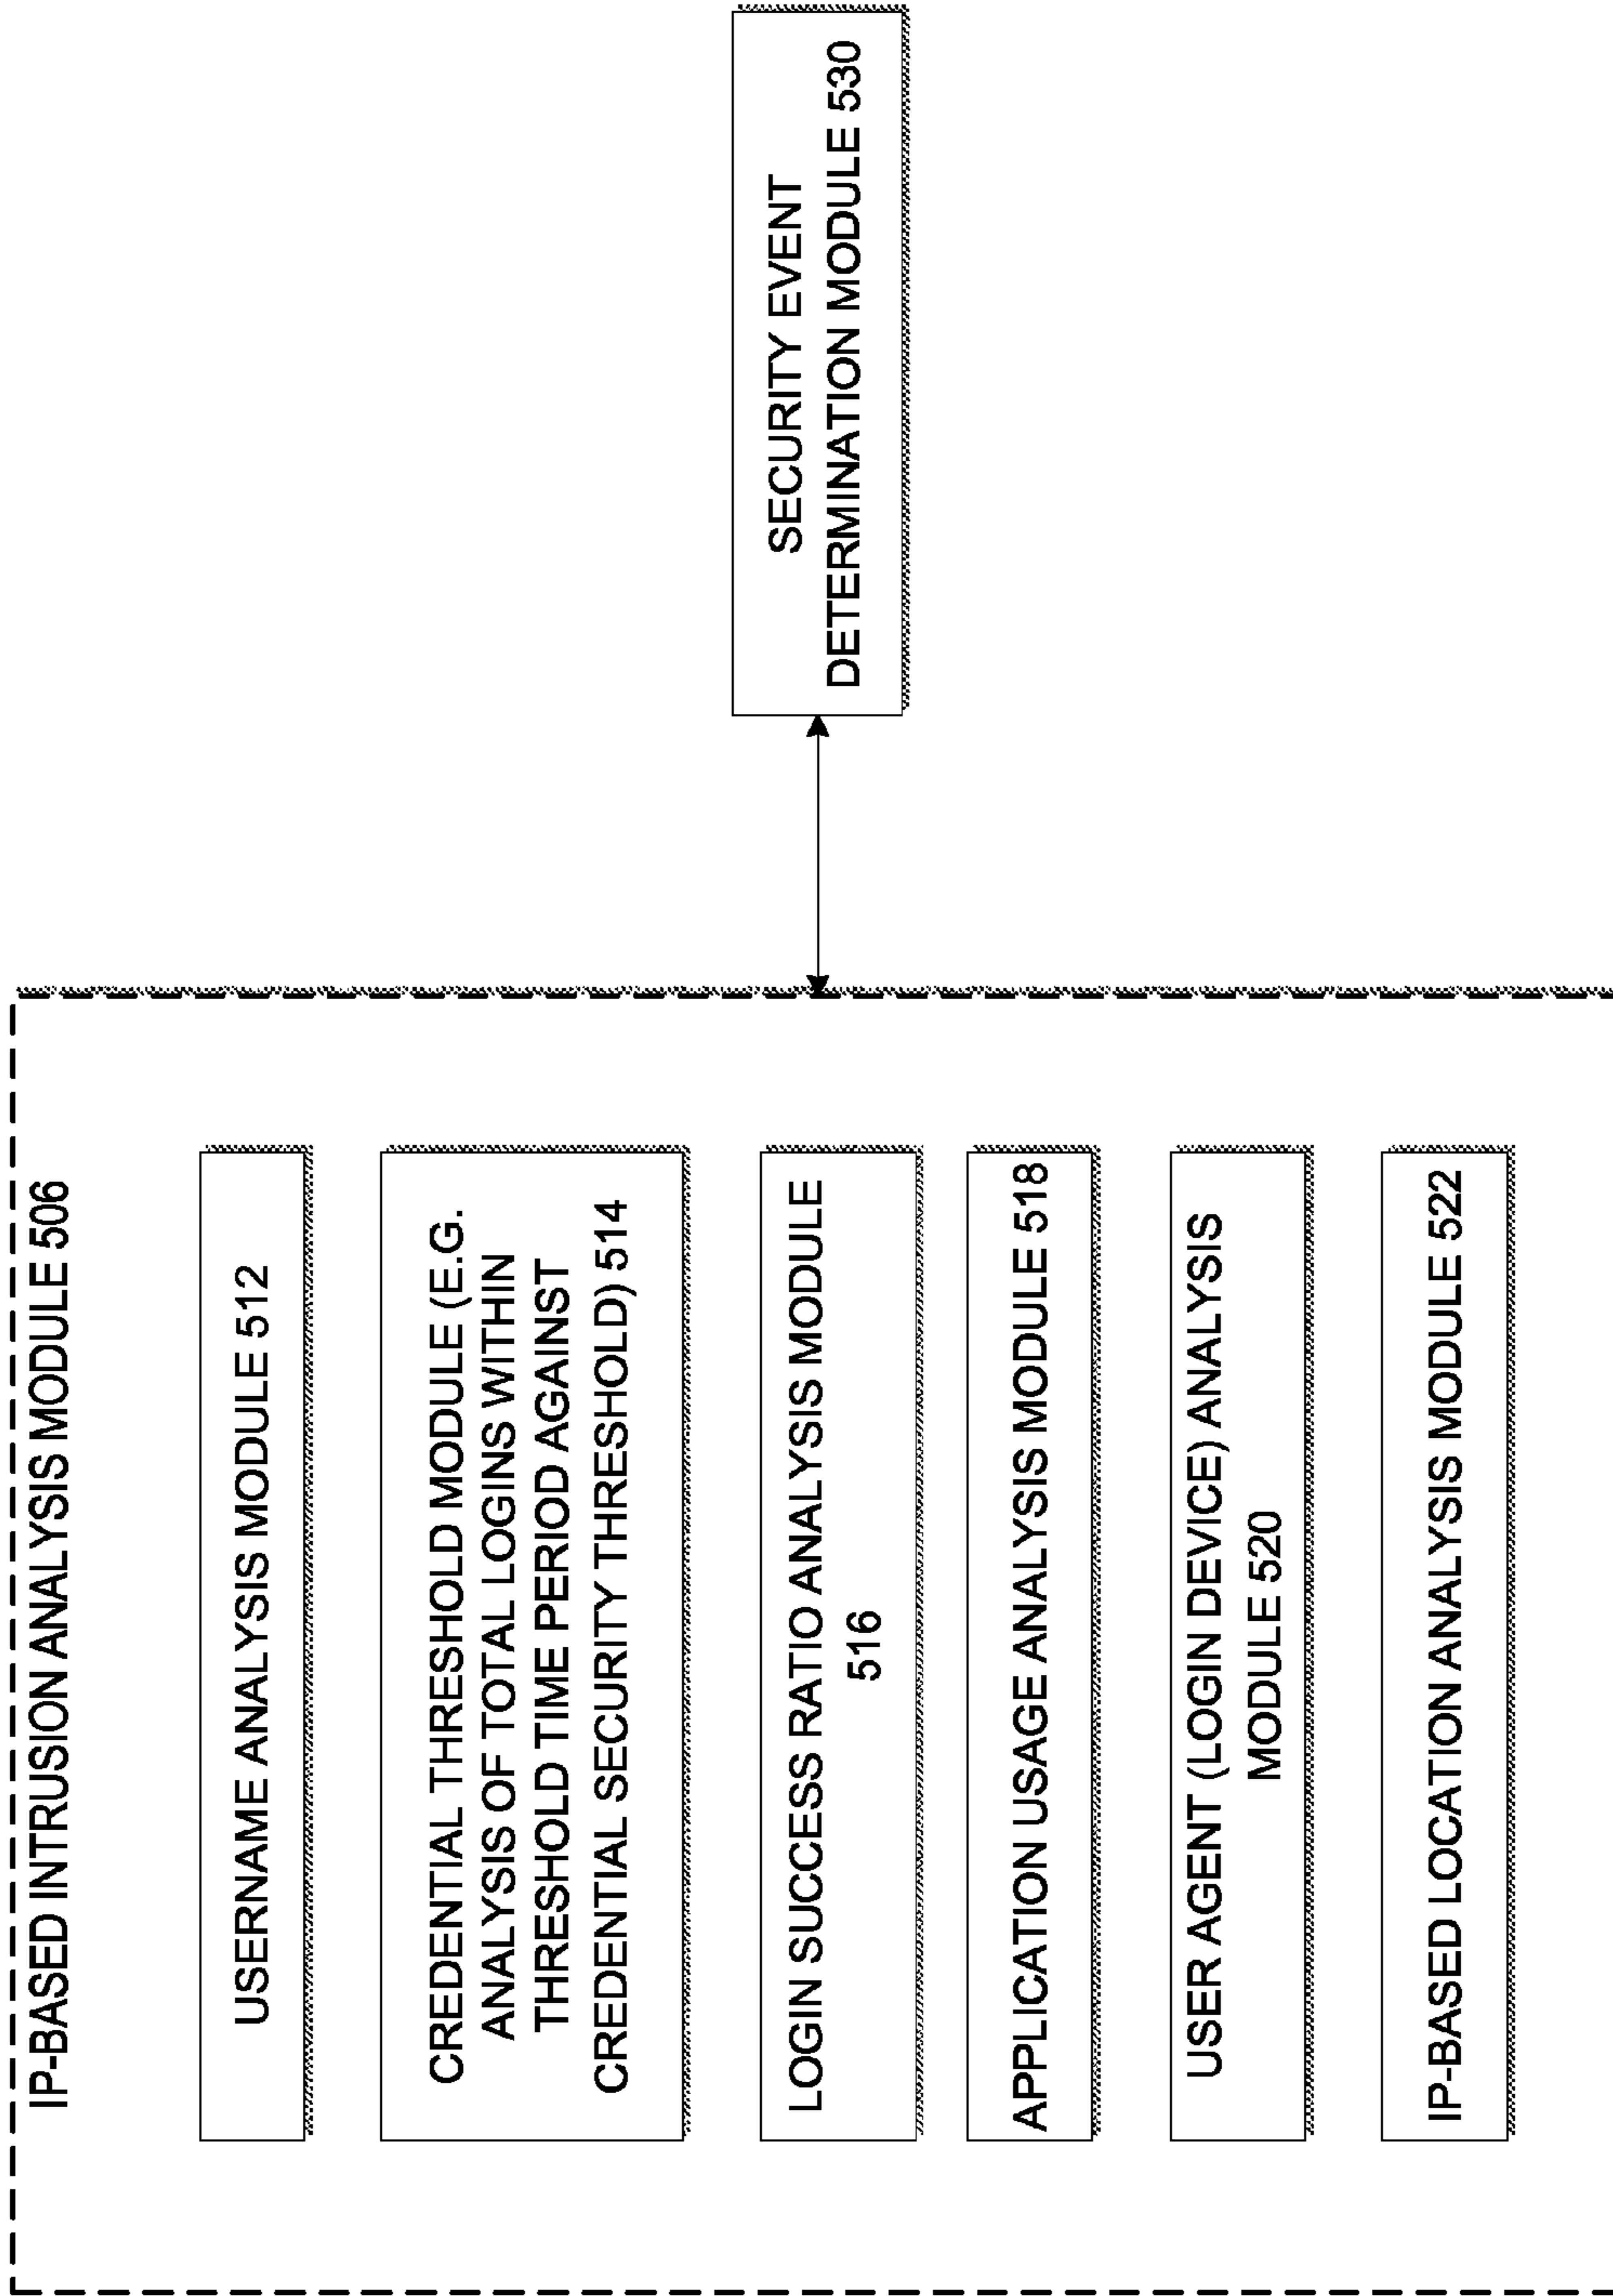 IP-BASED INTRUSION ANALYSIS MODULE 506
USERNAME ANALYSIS MODULE 512
CREDENTIAL THRESHOLD MODULE (E.G.
ANALYSIS OF TOTAL LOGINS WITHIN
THRESHOLD TIME PERIOD AGAINST
CREDENTIAL SECURITY THRESHOLD) 514
LOGIN SUCCESS RATIO ANALYSIS MODULE
516
APPLICATION USAGE ANALYSIS MODULE 518
USER AGENT (LOGIN DEVICE) ANALYSIS
MODULE 520
IP-BASED LOCATION ANALYSIS MODULE 522
SECURITY EVENT
DETERMINATION MODULE 530